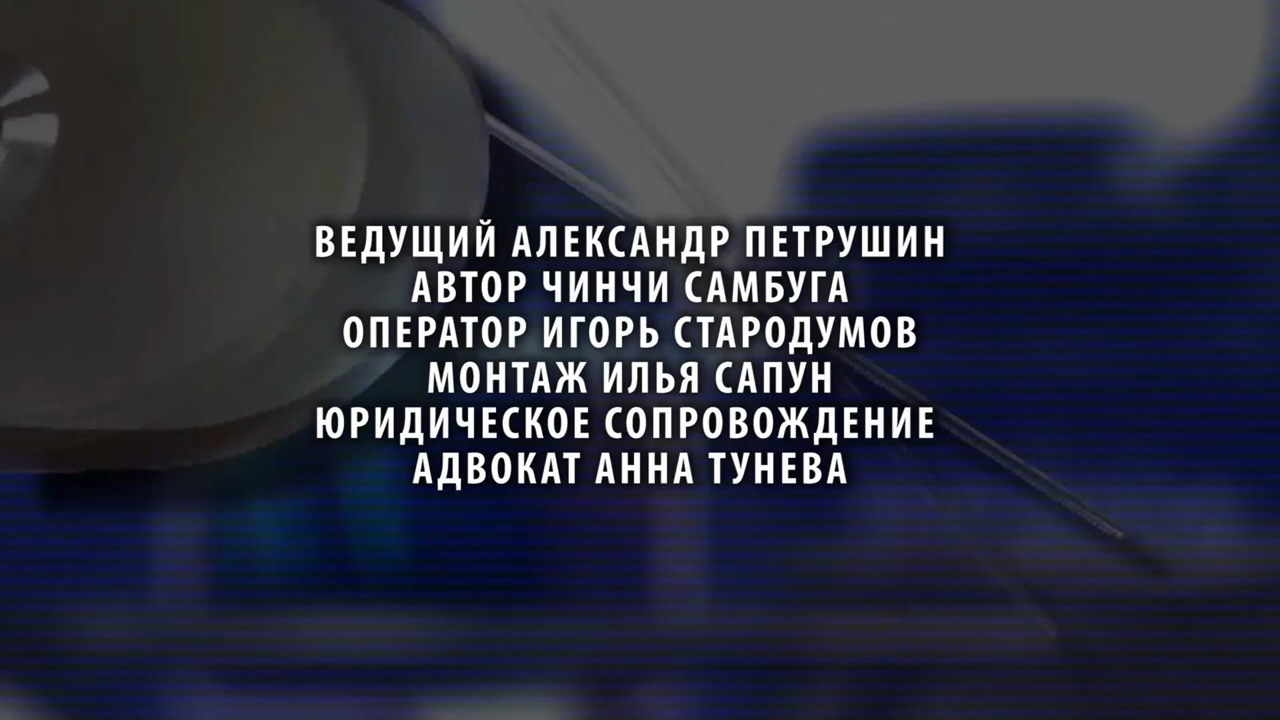 ВЕДУЩИЙ АЛЕКСАНДР ПЕТРУШИН
АВТОР ЧИНЧИ САМБУГА
ОПЕРАТОР ИГОРЬ СТАРОДУМОВ
МОНТАЖ ИЛЬЯ САПУН
ЮРИДИЧЕСКОЕ СОПРОВОЖДЕНИЕ
АДВОКАТ АННА ТУНЕВА